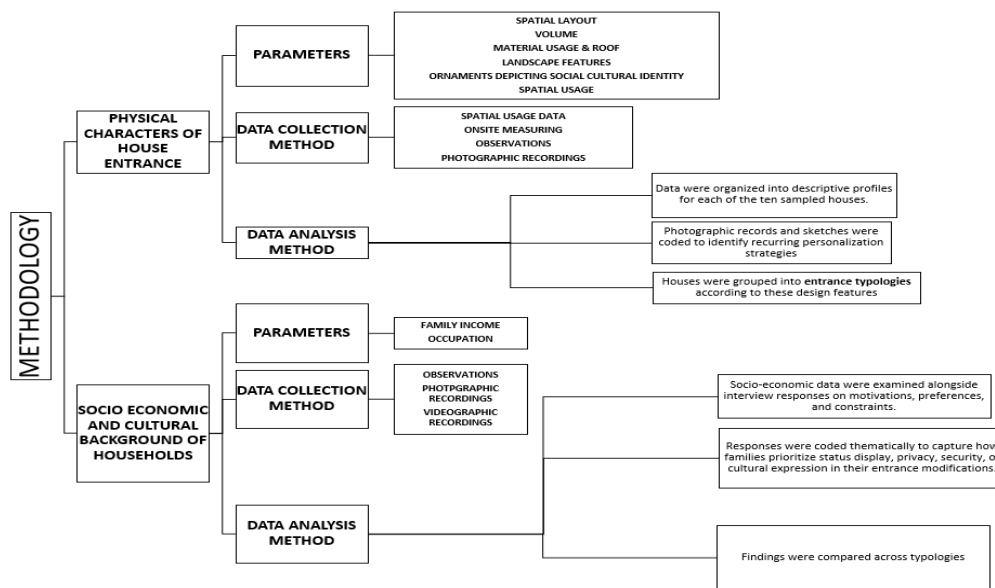 METHODOLOGY
PHYSICAL
CHARACTERS OF
HOUSE
ENTRANCE
PARAMETERS
SPATIAL LAYOUT
VOLUME
MATERIAL USAGE & ROOF
LANDSCAPE FEATURES
ORNAMENTS DEPICTING SOCIAL CULTURAL IDENTITY
SPATIAL USAGE
DATA COLLECTION
METHOD
SPATIAL USAGE DATA
ONSITE MEASURING
OBSERVATIONS
PHOTOGRAPHIC RECORDINGS
DATA ANALYSIS
METHOD
Data were organized into descriptive profiles
for each of the ten sampled houses.
Photographic records and sketches were
coded to identify recurring personalization
strategies
Houses were grouped into entrance typologies
according to these design features
SOCIO ECONOMIC
AND CULTURAL
BACKGROUND OF
HOUSEHOLDS
PARAMETERS
FAMILY INCOME
OCCUPATION
DATA COLLECTION
METHOD
OBSERVATIONS
PHOTPGRAPHIC
RECORDINGS
VIDEOGRAPHIC
RECORDINGS
DATA ANALYSIS
METHOD
Socio-economic data were examined alongside
interview responses on motivations, preferences,
and constraints.
Responses were coded thematically to capture how
families prioritize status display, privacy, security, o
cultural expression in their entrance modifications.
Findings were compared across typologies